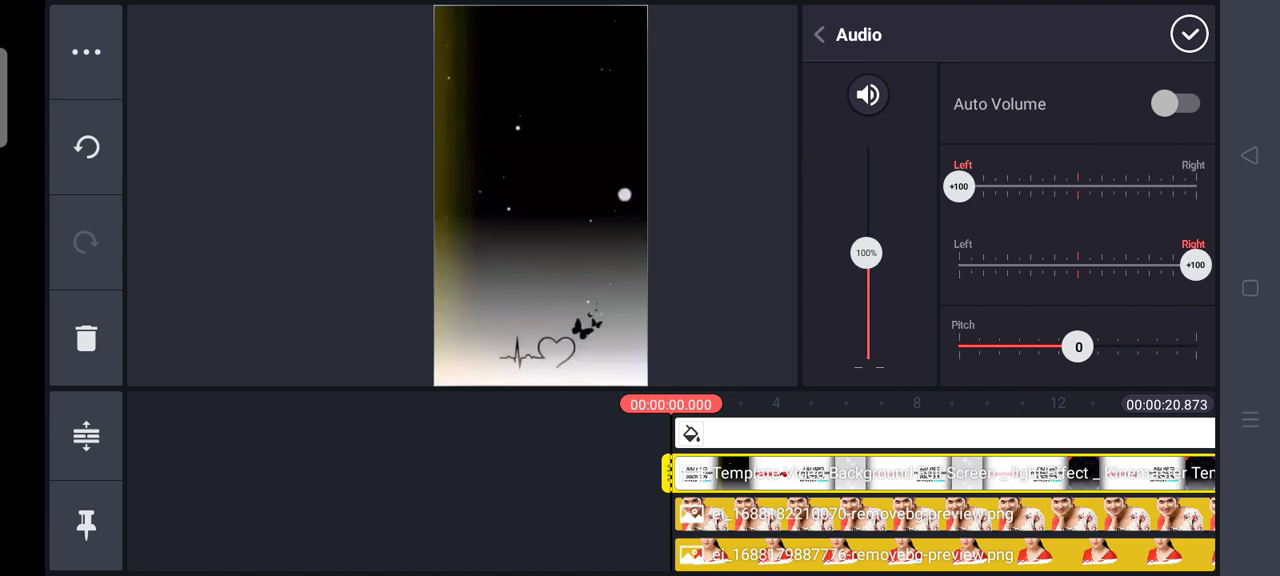 Audio
Auto Volume
Left Right
+100
100%
Left Right
+100
Pitch
0
00:00:00.000 4 8 12 00:00:20.873
Template Video Background Full Screen _ light effect _ Kinemaster Tem
ei_1688182210070-removebg-preview.png
ei_1688179887776-removebg-preview.png